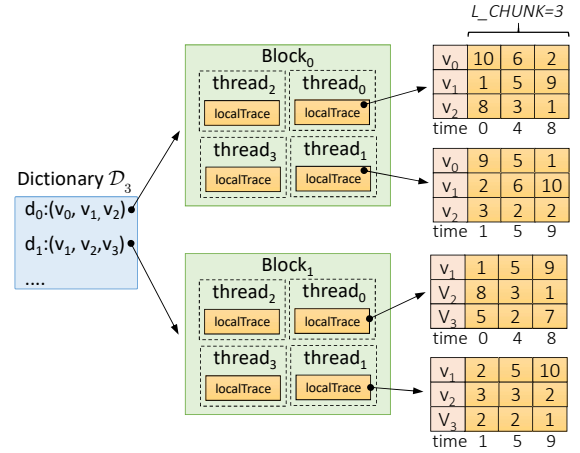 L_CHUNK=3
Block₀
thread₂ thread₀
localTrace localTrace
thread₃ thread₁
localTrace localTrace
v₀ 10 6 2
v₁ 1 5 9
v₂ 8 3 1
time 0 4 8
v₀ 9 5 1
v₁ 2 6 10
v₂ 3 2 2
time 1 5 9
Dictionary 𝒟₃
d₀:(v₀, v₁, v₂)
d₁:(v₁, v₂,v₃)
....
Block₁
thread₂ thread₀
localTrace localTrace
thread₃ thread₁
localTrace localTrace
v₁ 1 5 9
V₂ 8 3 1
V₃ 5 2 7
time 0 4 8
v₁ 2 5 10
v₂ 3 3 2
V₃ 2 2 1
time 1 5 9